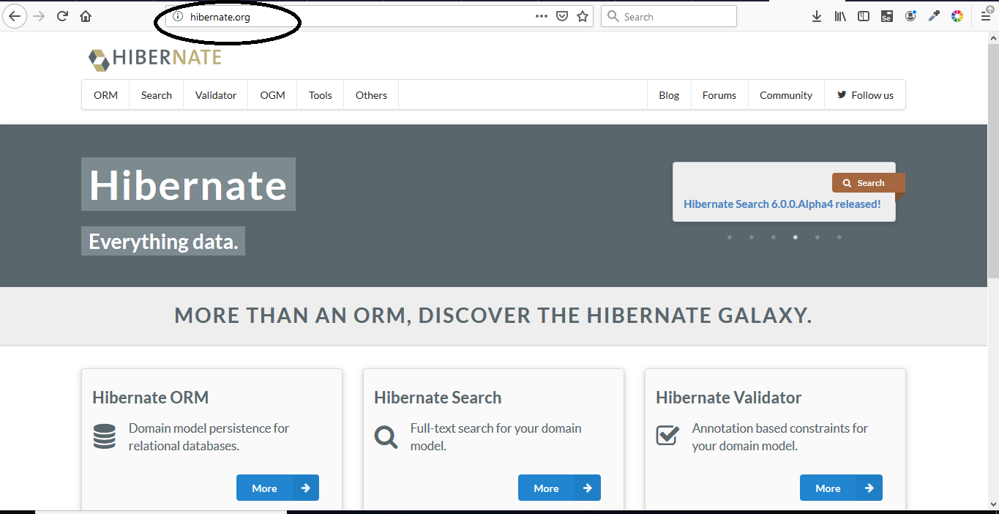 hibernate.org
Search
Se
HIBERNATE
ORM Search Validator OGM Tools Others Blog Forums Community Follow us
Hibernate
Everything data.
Search
Hibernate Search 6.0.0.Alpha4 released!
MORE THAN AN ORM, DISCOVER THE HIBERNATE GALAXY.
Hibernate ORM
Domain model persistence for
relational databases.
More
Hibernate Search
Full-text search for your domain
model.
More
Hibernate Validator
Annotation based constraints for
your domain model.
More